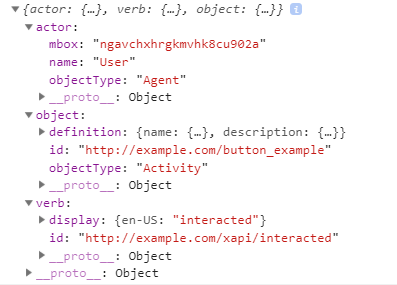 ▼ {actor: {…}, verb: {…}, object: {…}} i
▼ actor:
mbox: "ngavchxhrgkmvhk8cu902a"
name: "User"
objectType: "Agent"
▶ __proto__: Object
▼ object:
▶ definition: {name: {…}, description: {…}}
id: "http://example.com/button_example"
objectType: "Activity"
▶ __proto__: Object
▼ verb:
▶ display: {en-US: "interacted"}
id: "http://example.com/xapi/interacted"
▶ __proto__: Object
▶ __proto__: Object